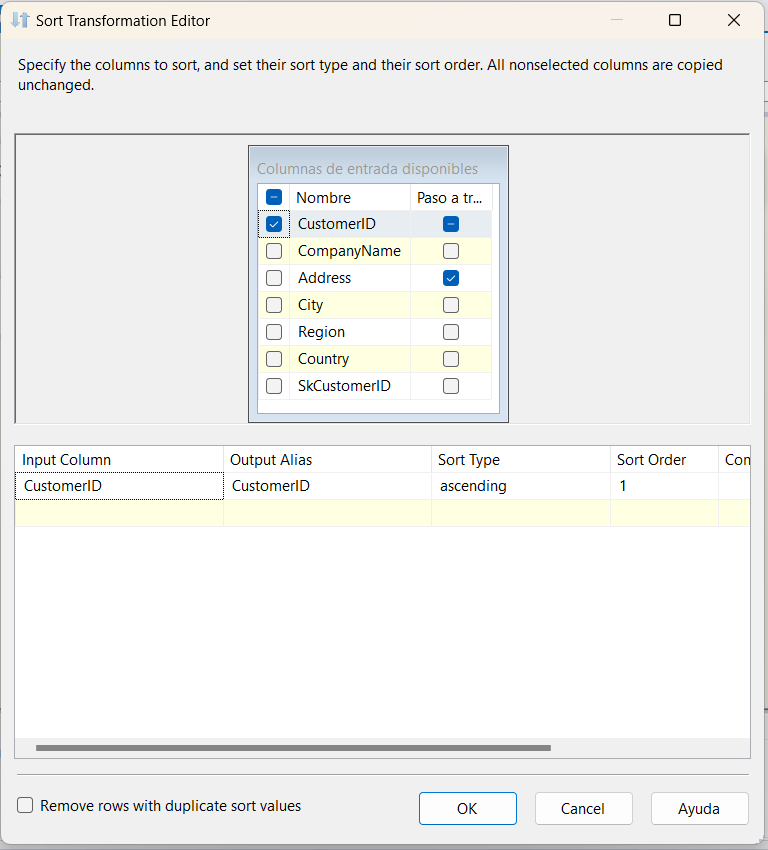 Sort Transformation Editor
Specify the columns to sort, and set their sort type and their sort order. All nonselected columns are copied
unchanged.
Columnas de entrada disponibles
Nombre Paso a tr...
CustomerID
CompanyName
Address
City
Region
Country
SkCustomerID
Input Column Output Alias Sort Type Sort Order Con
CustomerID CustomerID ascending 1
Remove rows with duplicate sort values OK Cancel Ayuda